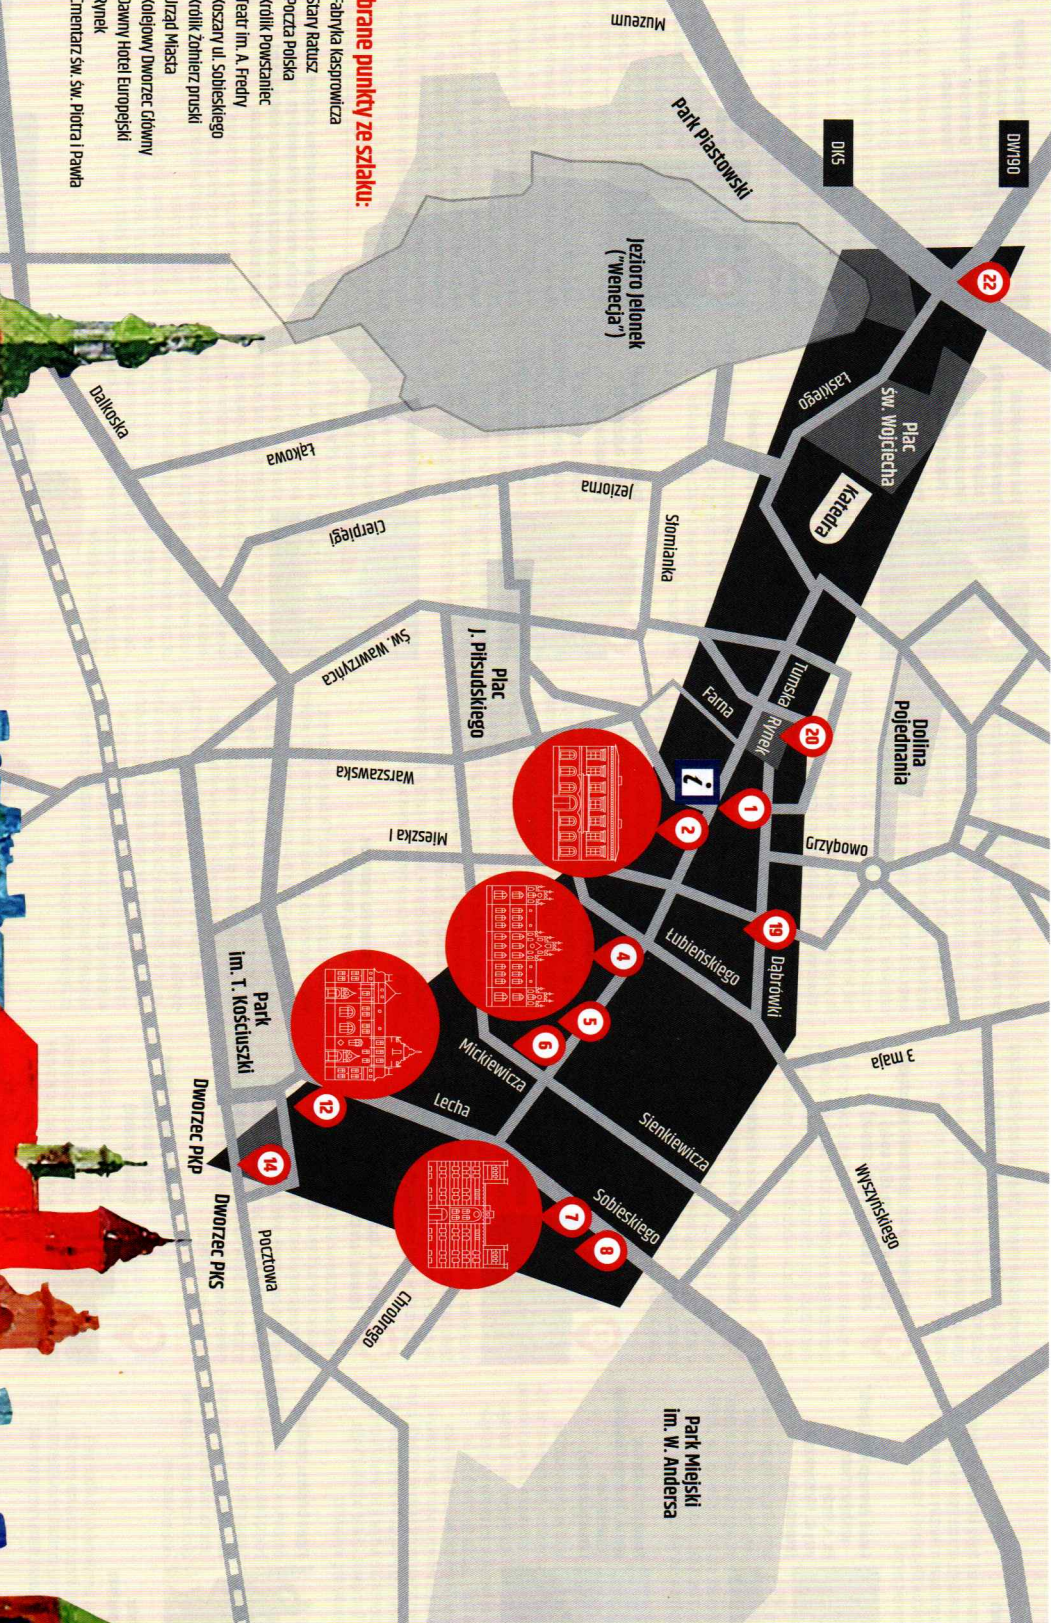 brane punkty ze szlaku:
Fabryka Kasprowicza
Stary Ratusz
Poczta Polska
Królik Powstaniec
Teatr im. A. Fredry
Koszary ul. Sobieskiego
Królik Żołnierz pruski
Urząd Miasta
Kolejowy Dworzec Główny
Dawny Hotel Europejski
Rynek
Cmentarz św. św. Piotra i Pawła
Muzeum
Park Piastowski
DK5
DW190
22
Jezioro Jelonek
("Wenecja")
Łaskiego
Plac
św. Wojciecha
Katedra
Dalkoska
Łąkowa
Cierpięgi
Jeziorna
Słomianka
Św. Wawrzyńca
Plac
J. Piłsudskiego
Farna
Tumska
Rynek
20
Dolina
Pojednania
Warszawska
Mieszka I
i
1
2
Grzybowo
19
Dąbrówki
Łubieńskiego
4
5
6
Park
im. T. Kościuszki
Mickiewicza
Lecha
Sienkiewicza
3 maja
12
14
Dworzec PKP
Dworzec PKS
Pocztowa
Chrobrego
7
8
Sobieskiego
Wyszyńskiego
Park Miejski
im. W. Andersa